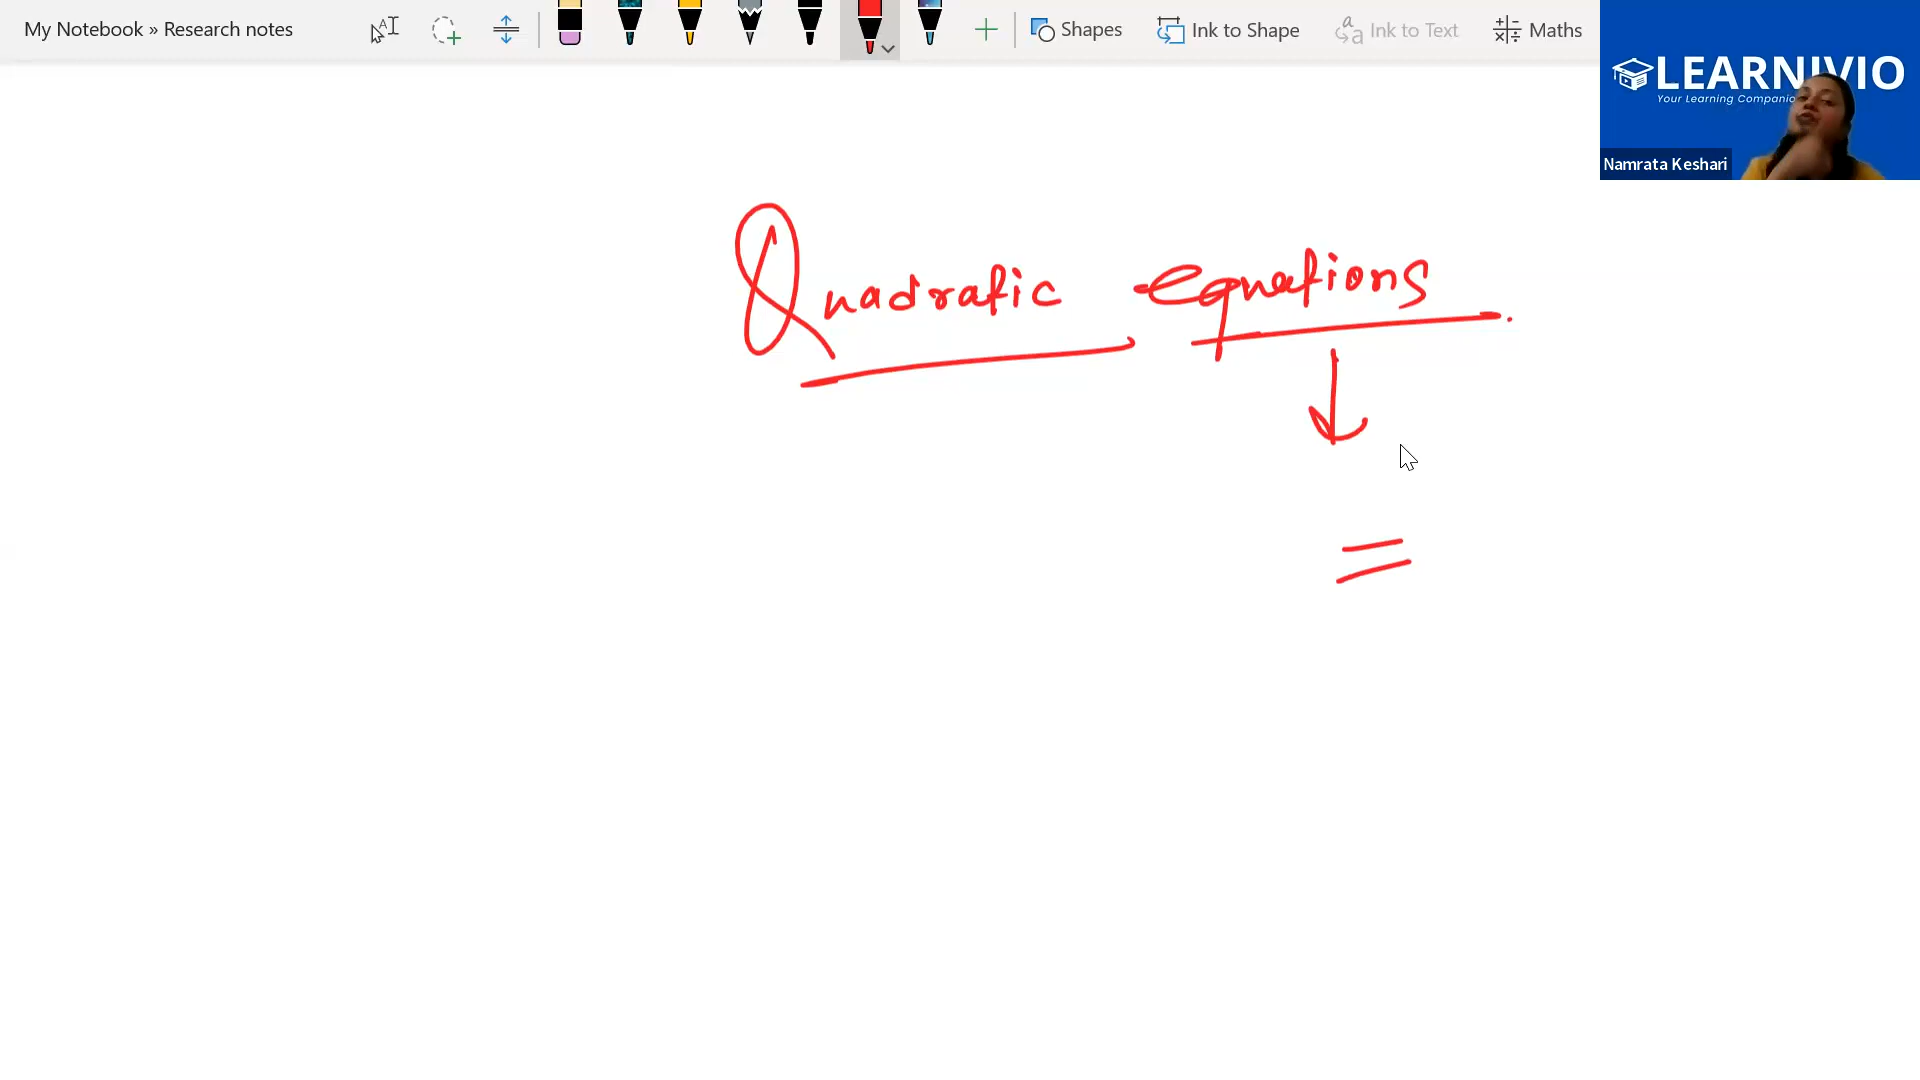 My Notebook » Research notes
Shapes
Ink to Shape
Ink to Text
Maths
LEARNIVIO
Your Learning Companio
Namrata Keshari
Quadratic equations.
=